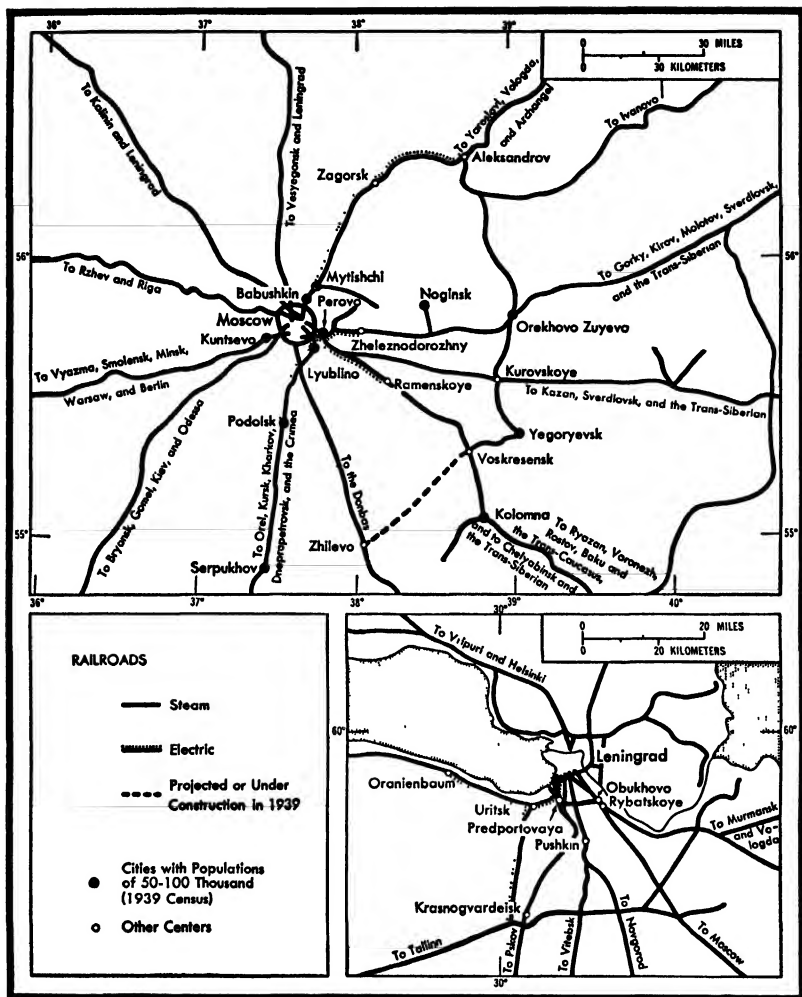 36°
37°
38°
39°
0 30 MILES
0 30 KILOMETERS
To Kalinin and Leningrad
To Vesyegonsk and Leningrad
To Yaroslavl, Vologda,
and Archangel
To Ivanovo
Aleksandrov
Zagorsk
56°
56°
To Gorky, Kirov, Molotov, Sverdlovsk,
and the Trans-Siberian
To Rzhev and Riga
Mytishchi
Babushkin
Perovo
Noginsk
Moscow
Orekhovo Zuyevo
Kuntsevo
Zheleznodorozhny
To Vyazma, Smolensk, Minsk,
Warsaw, and Berlin
Lyublino
Ramenskoye
Kurovskoye
To Kazan, Sverdlovsk, and the Trans-Siberian
To Bryansk, Gomel, Kiev, and Odessa
Podolsk
Yegoryevsk
Voskresensk
To Orel, Kursk, Kharkov,
Dnepropetrovsk, and the Crimea
To the Donbas
55°
55°
Zhilevo
Kolomna
To Ryazan, Voronezh,
Rostov, Baku and
the Trans-Caucasus,
and to Chelyabinsk and
the Trans-Siberian
Serpukhov
36°
37°
38°
39°
40°
RAILROADS
Steam
Electric
Projected or Under
Construction in 1939
Cities with Populations
of 50-100 Thousand
(1939 Census)
Other Centers
30°
0 20 MILES
0 20 KILOMETERS
To Viipuri and Helsinki
60°
60°
Leningrad
Oranienbaum
Obukhovo
Rybatskoye
Uritsk
Predportovaya
Pushkin
To Murmansk
and Vo-
logda
Krasnogvardeisk
To Tallinn
To Pskov
To Vitebsk
To Novgorod
To Moscow
30°